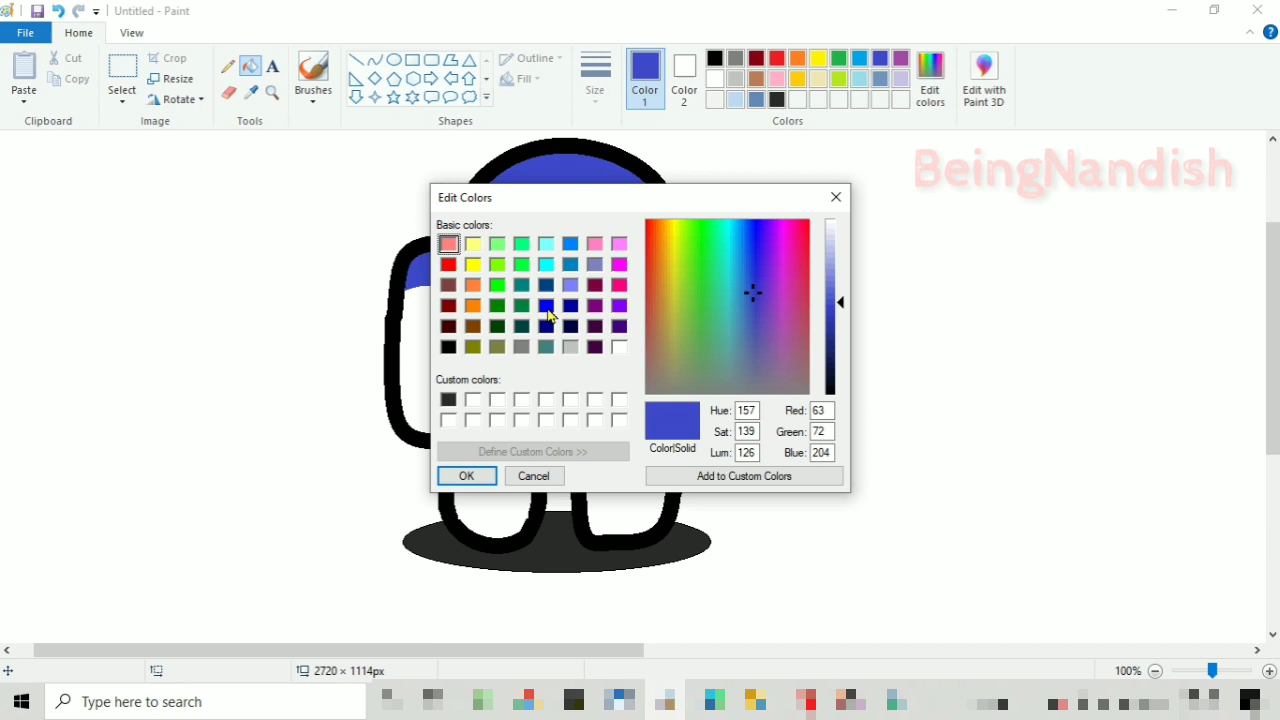 Untitled - Paint
File Home View
Paste
Cut
Copy
Clipboard
Select
Crop
Resize
Rotate
Image
A
Tools
Brushes
Outline
Fill
Shapes
Size
Color 1
Color 2
Edit colors
Colors
Edit with Paint 3D
BeingNandish
Edit Colors
Basic colors:
Custom colors:
Define Custom Colors >>
OK Cancel
Color|Solid
Hue: 157 Red: 63
Sat: 139 Green: 72
Lum: 126 Blue: 204
Add to Custom Colors
2720 × 1114px
100%
Type here to search